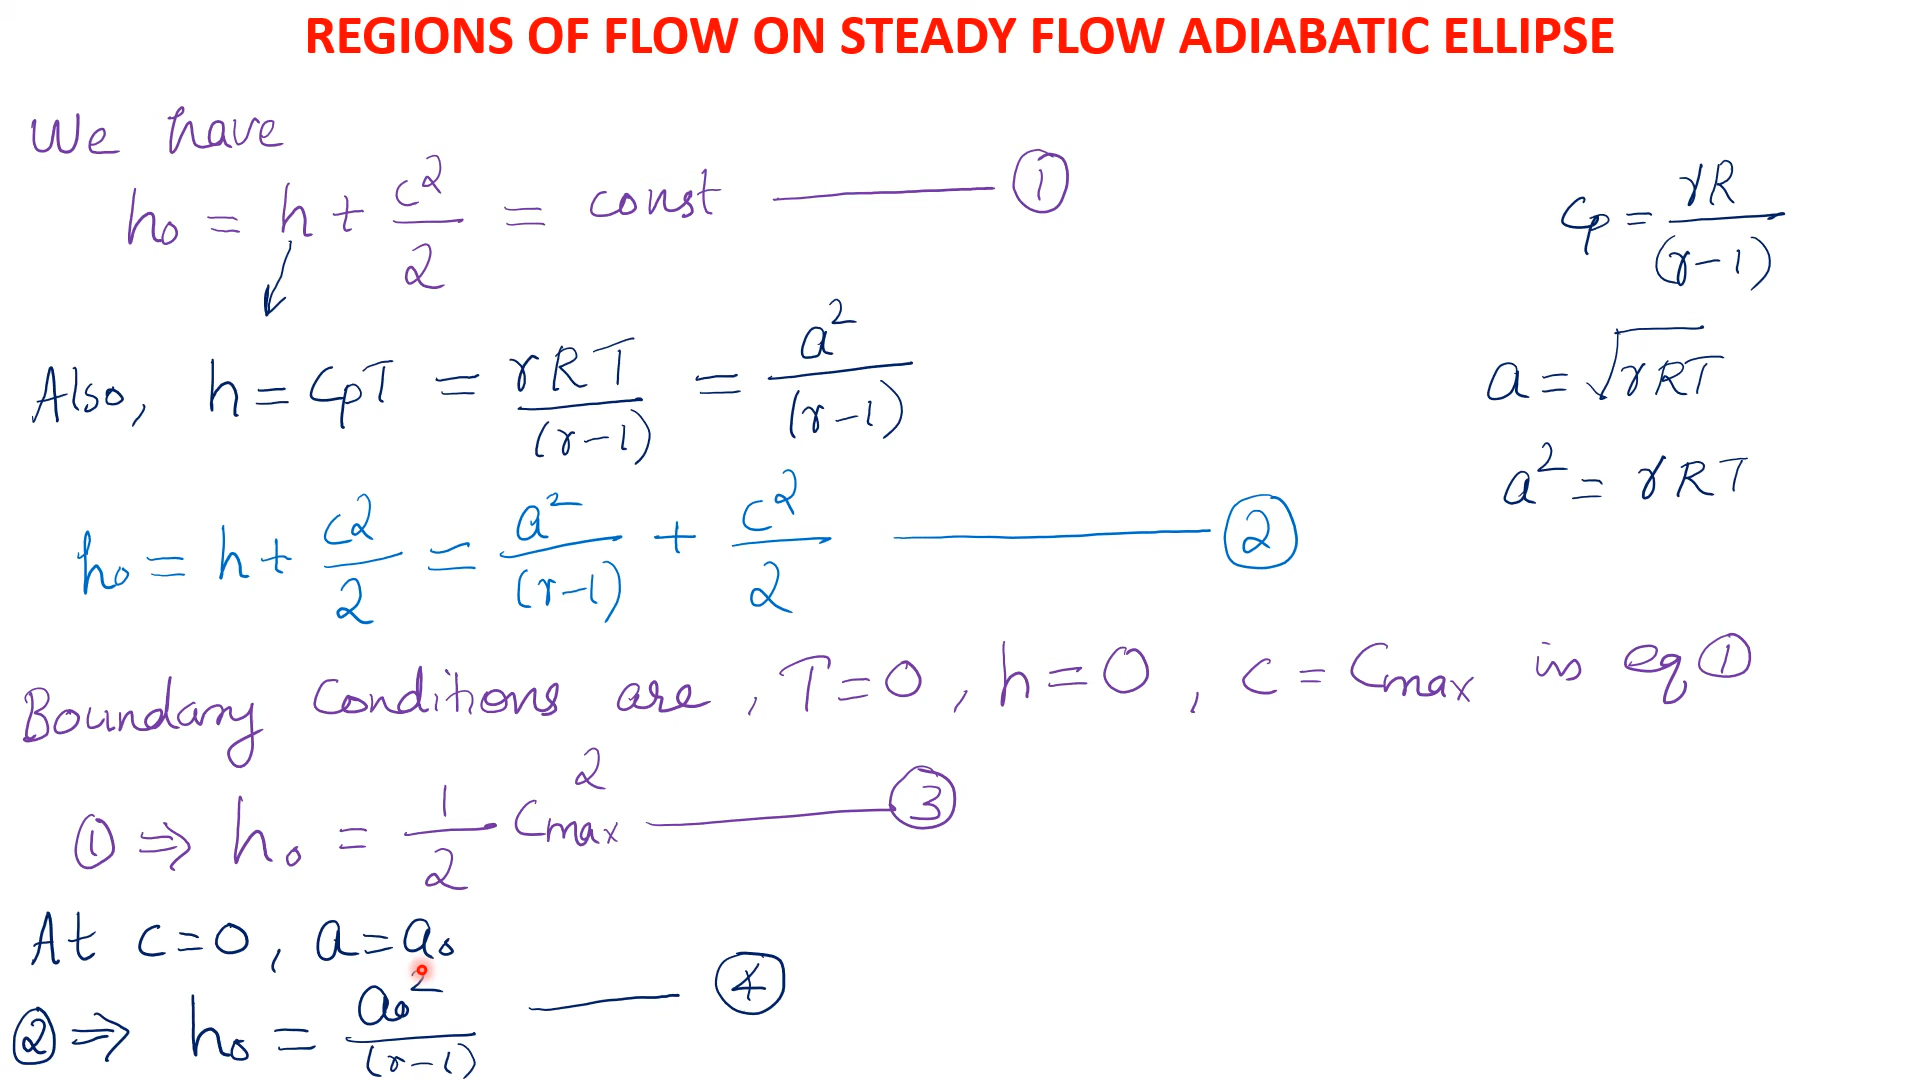 REGIONS OF FLOW ON STEADY FLOW ADIABATIC ELLIPSE
We have
h₀ = h + c²/2 = const ——— ①
Cp = γR/(γ-1)
a = √γRT
a² = γRT
Also, h = CpT = γRT/(γ-1) = a²/(γ-1)
h₀ = h + c²/2 = a²/(γ-1) + c²/2 ——— ②
Boundary Conditions are, T=0, h=0, c = Cmax is eq ①
① ⇒ h₀ = 1/2 Cmax² ——— ③
At c=0, a=a₀
② ⇒ h₀ = a₀²/(γ-1) ——— ④